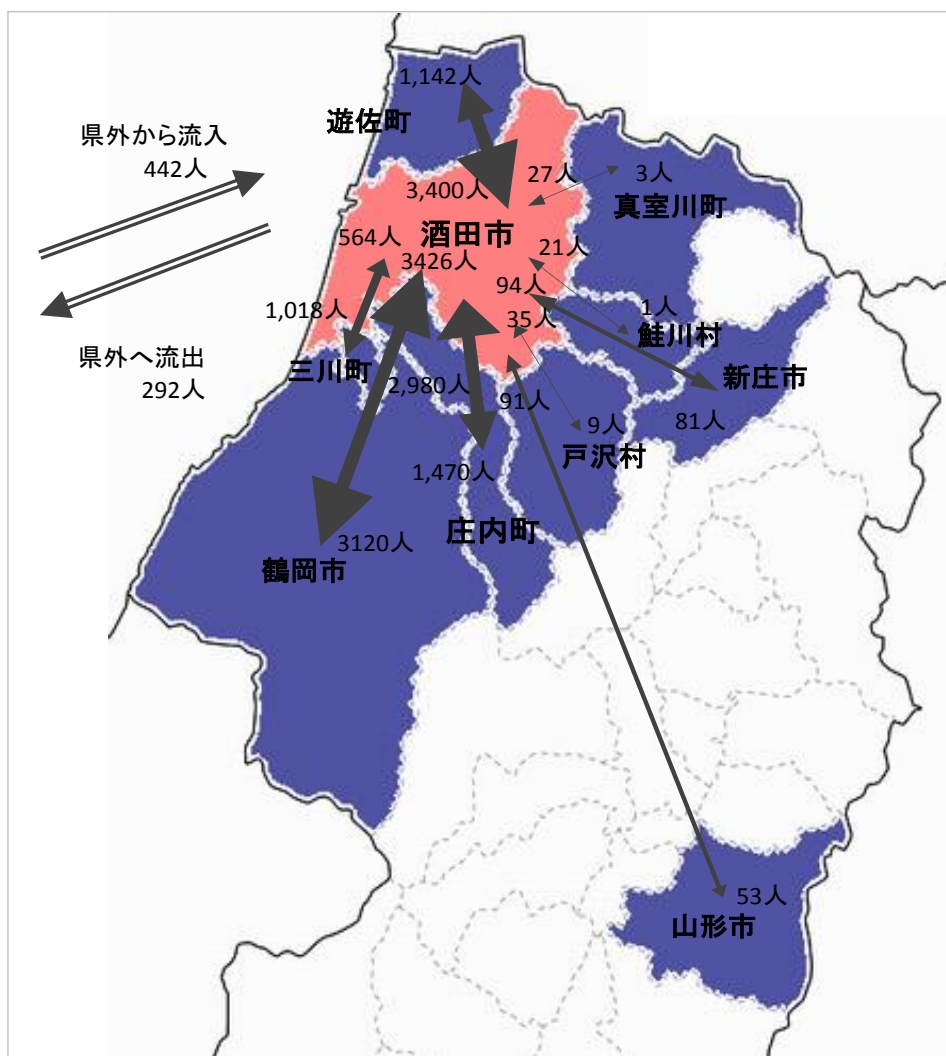 1,142人
遊佐町
県外から流入
442人
27人
3人
3,400人
真室川町
酒田市
564人
21人
3426人
94人
1,018人
35人
1人
鮭川村
県外へ流出
292人
三川町
新庄市
2,980人
91人
9人
81人
戸沢村
1,470人
庄内町
3120人
鶴岡市
53人
山形市